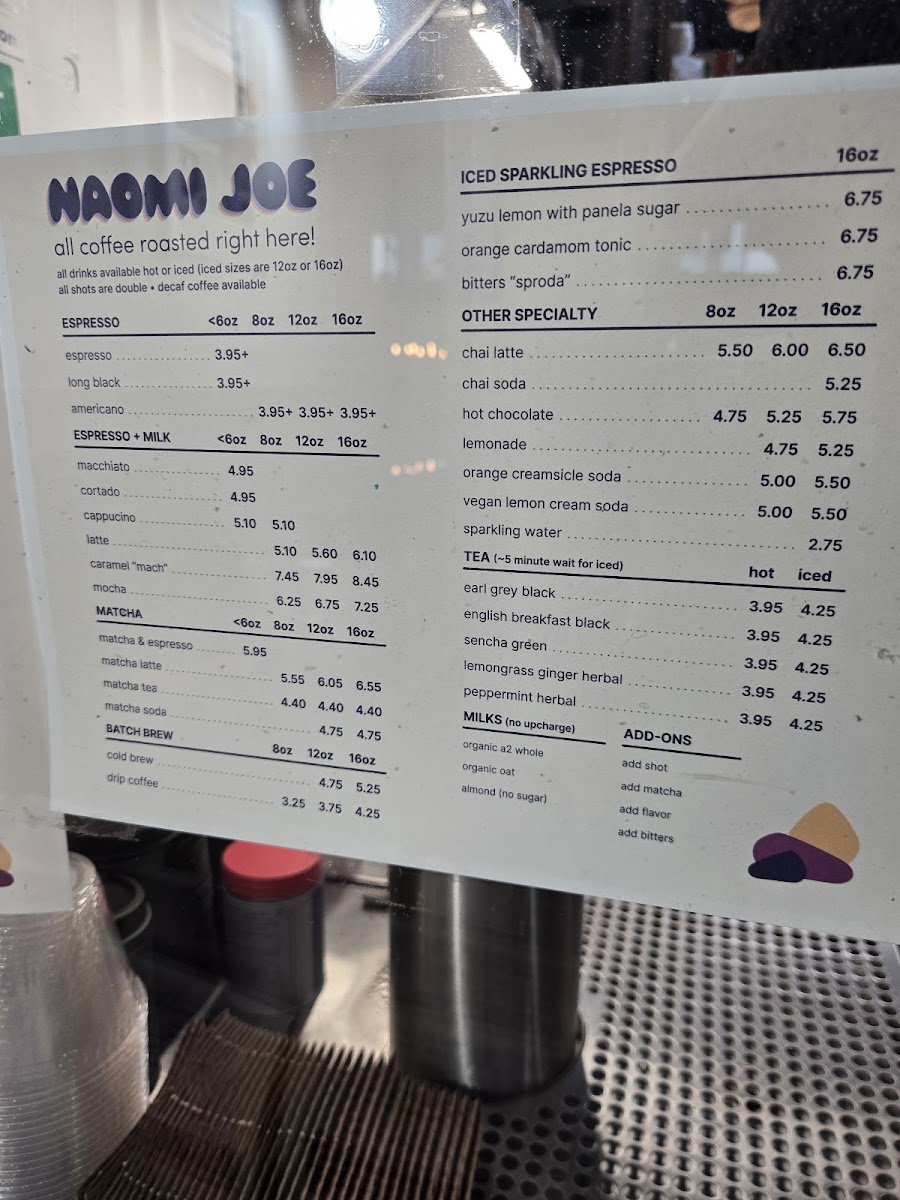 NAOMI JOE
all coffee roasted right here!
all drinks available hot or iced (iced sizes are 12oz or 16oz)
all shots are double • decaf coffee available
ESPRESSO <6oz 8oz 12oz 16oz
espresso 3.95+
long black 3.95+
americano 3.95+ 3.95+ 3.95+
ESPRESSO + MILK <6oz 8oz 12oz 16oz
macchiato 4.95
cortado 4.95
cappucino 5.10 5.10
latte 5.10 5.60 6.10
caramel "mach" 7.45 7.95 8.45
mocha 6.25 6.75 7.25
MATCHA <6oz 8oz 12oz 16oz
matcha & espresso 5.95
matcha latte 5.55 6.05 6.55
matcha tea 4.40 4.40 4.40
matcha soda 4.75 4.75
BATCH BREW 8oz 12oz 16oz
cold brew 4.75 5.25
drip coffee 3.25 3.75 4.25
ICED SPARKLING ESPRESSO 16oz
yuzu lemon with panela sugar 6.75
orange cardamom tonic 6.75
bitters “sproda” 6.75
OTHER SPECIALTY 8oz 12oz 16oz
chai latte 5.50 6.00 6.50
chai soda 5.25
hot chocolate 4.75 5.25 5.75
lemonade 4.75 5.25
orange creamsicle soda 5.00 5.50
vegan lemon cream soda 5.00 5.50
sparkling water 2.75
TEA (~5 minute wait for iced) hot iced
earl grey black 3.95 4.25
english breakfast black 3.95 4.25
sencha green 3.95 4.25
lemongrass ginger herbal 3.95 4.25
peppermint herbal 3.95 4.25
MILKS (no upcharge)
organic a2 whole
organic oat
almond (no sugar)
ADD-ONS
add shot
add matcha
add flavor
add bitters